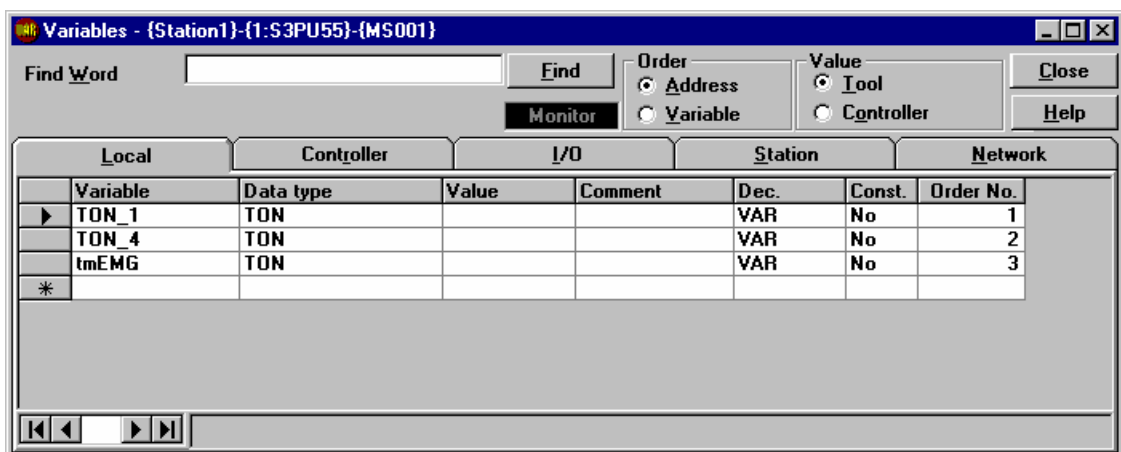 Variables - {Station1}-{1:S3PU55}-{MS001}
Find Word Find Order Value Close
Address Tool
Monitor Variable Controller Help
Local Controller I/O Station Network
Variable Data type Value Comment Dec. Const. Order No.
TON_1 TON VAR No 1
TON_4 TON VAR No 2
tmEMG TON VAR No 3